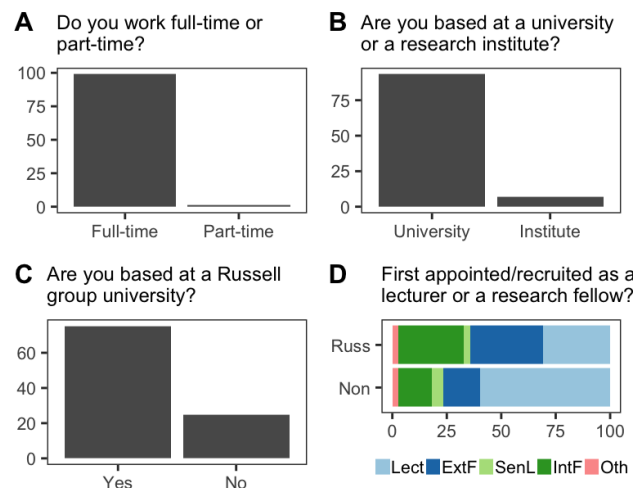 A Do you work full-time or
part-time?
100
75
50
25
0
Full-time Part-time
B Are you based at a university
or a research institute?
75
50
25
0
University Institute
C Are you based at a Russell
group university?
60
40
20
0
Yes No
D First appointed/recruited as a
lecturer or a research fellow?
Russ
Non
0 25 50 75 100
Lect ExtF SenL IntF Oth